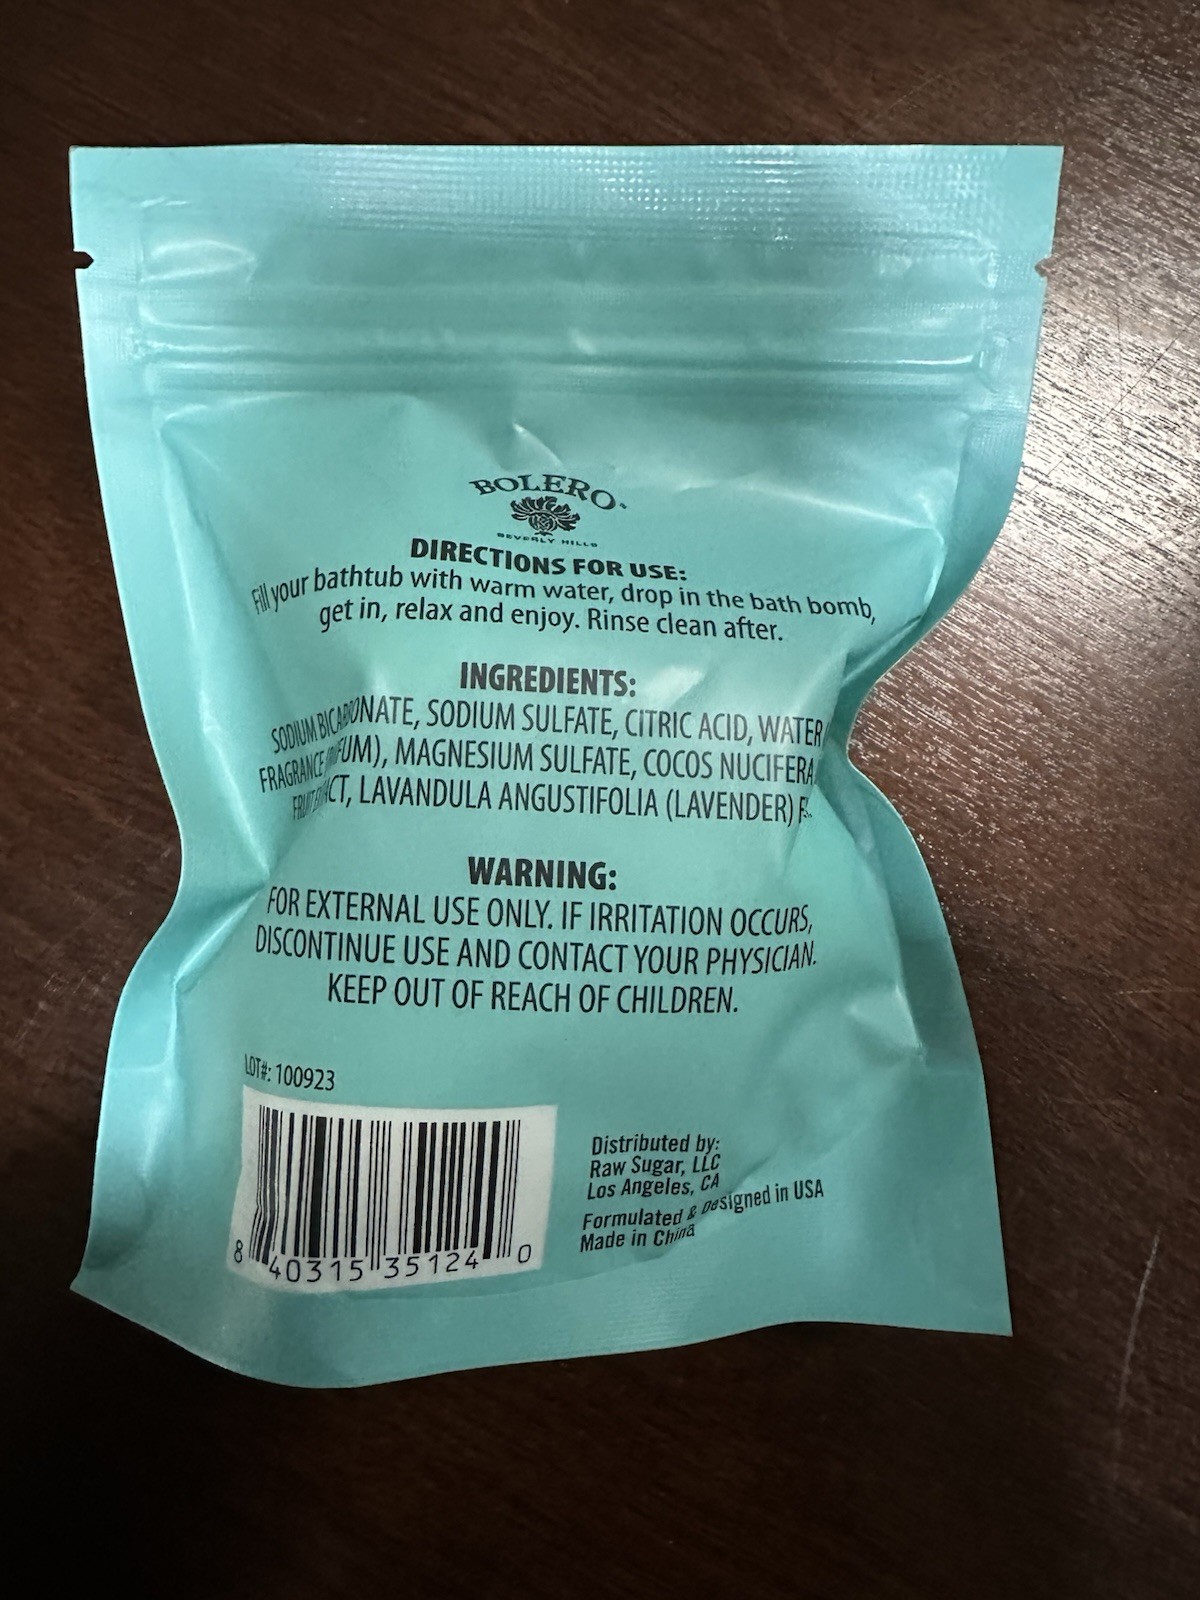 BOLERO
BEVERLY HILLS
DIRECTIONS FOR USE:
Fill your bathtub with warm water, drop in the bath bomb,
get in, relax and enjoy. Rinse clean after.
INGREDIENTS:
SODIUM BICARBONATE, SODIUM SULFATE, CITRIC ACID, WATER
FRAGRANCE MAGNESIUM SULFATE, COCOS NUCIFERA
FRUIT LAVANDULA ANGUSTIFOLIA (LAVENDER)
WARNING:
FOR EXTERNAL USE ONLY. IF IRRITATION OCCURS,
DISCONTINUE USE AND CONTACT YOUR PHYSICIAN.
KEEP OUT OF REACH OF CHILDREN.
LOT#: 100923
8 40315 35124 0
Distributed by:
Raw Sugar, LLC
Los Angeles, CA
Formulated & Designed in USA
Made in China